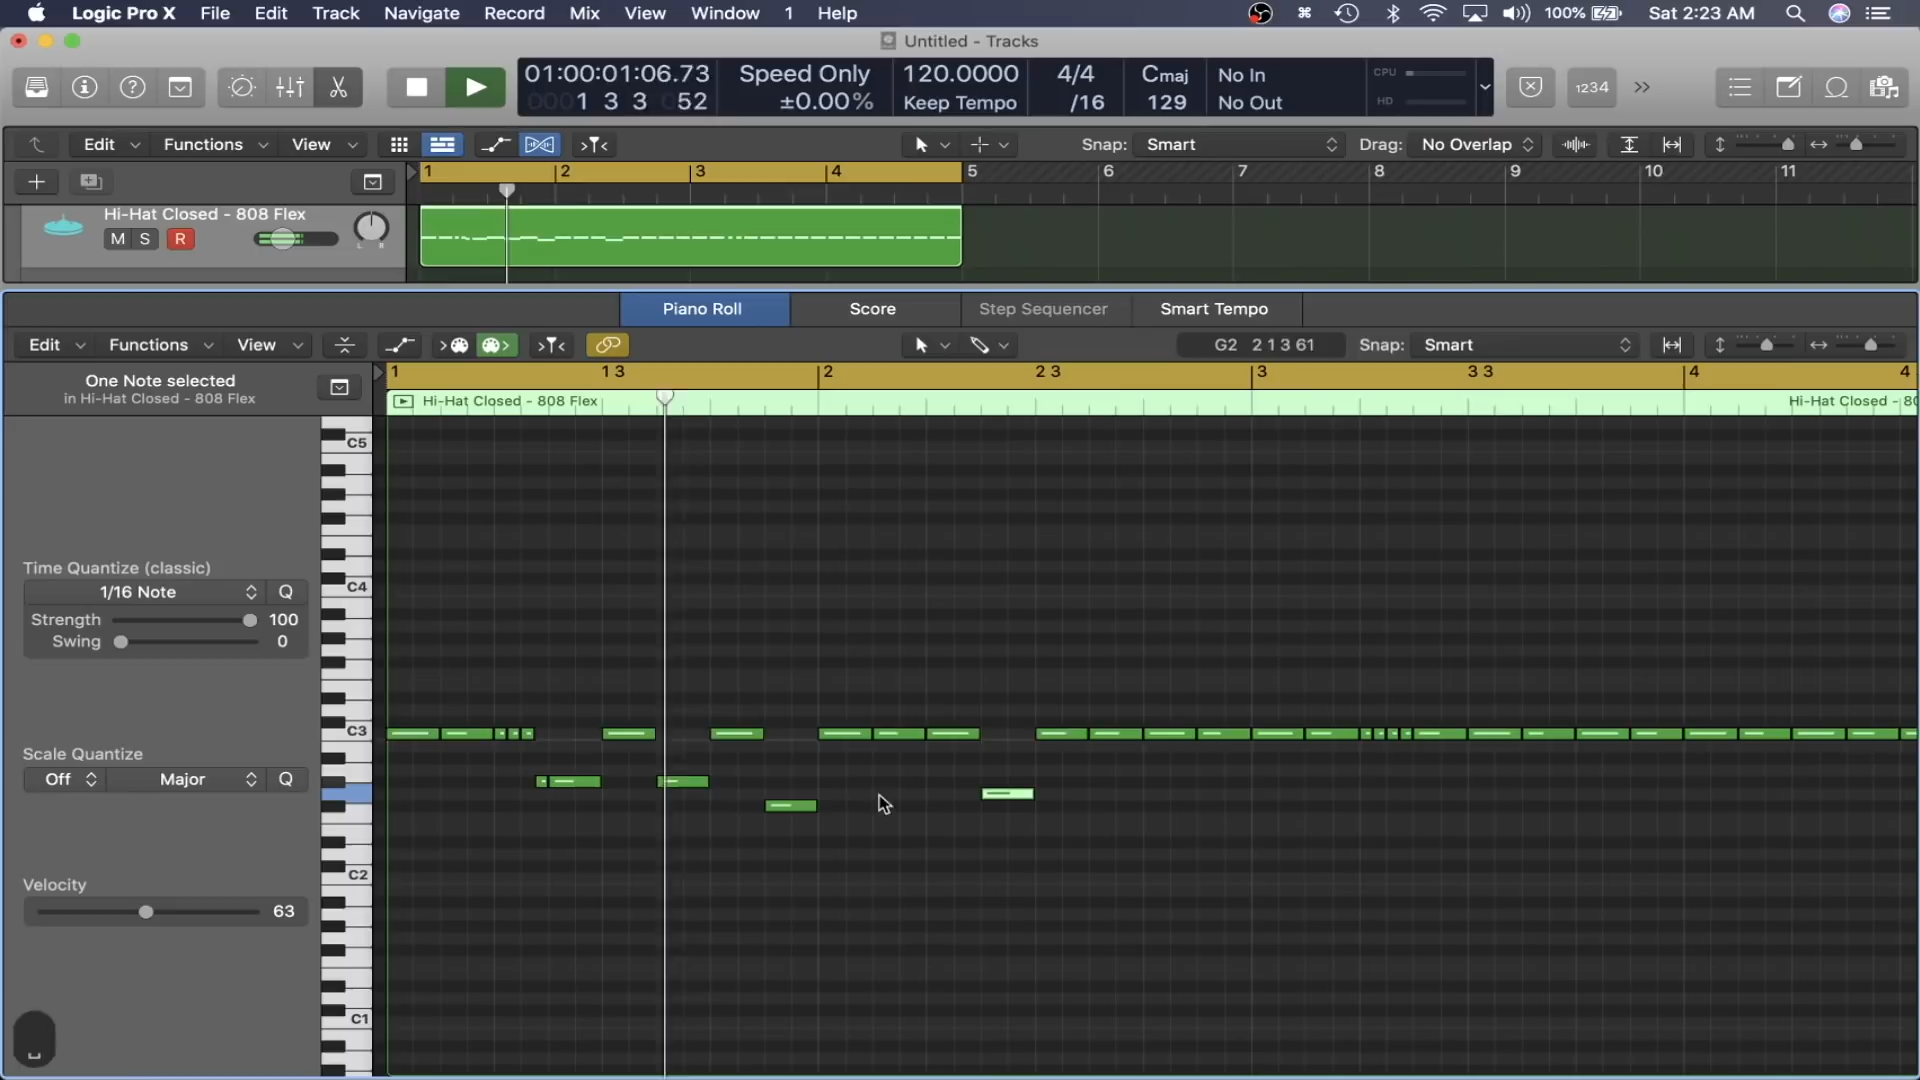 Logic Pro X File Edit Track Navigate Record Mix View Window 1 Help 100% Sat 2:23 AM
Untitled - Tracks
01:00:01:06.73 Speed Only 120.0000 4/4 Cmaj No In CPU
0001 3 3 052 ±0.00% Keep Tempo /16 129 No Out HD
1234
Edit Functions View Snap: Smart Drag: No Overlap
1 2 3 4 5 6 7 8 9 10 11
Hi-Hat Closed - 808 Flex
M S R L R
Piano Roll Score Step Sequencer Smart Tempo
Edit Functions View G2 2 1 3 61 Snap: Smart
One Note selected
in Hi-Hat Closed - 808 Flex
1 1 3 2 2 3 3 3 3 4 4
Hi-Hat Closed - 808 Flex Hi-Hat Closed - 80
C5
Time Quantize (classic)
C4
1/16 Note Q
Strength 100
Swing 0
C3
Scale Quantize
Off Major Q
C2
Velocity
63
C1